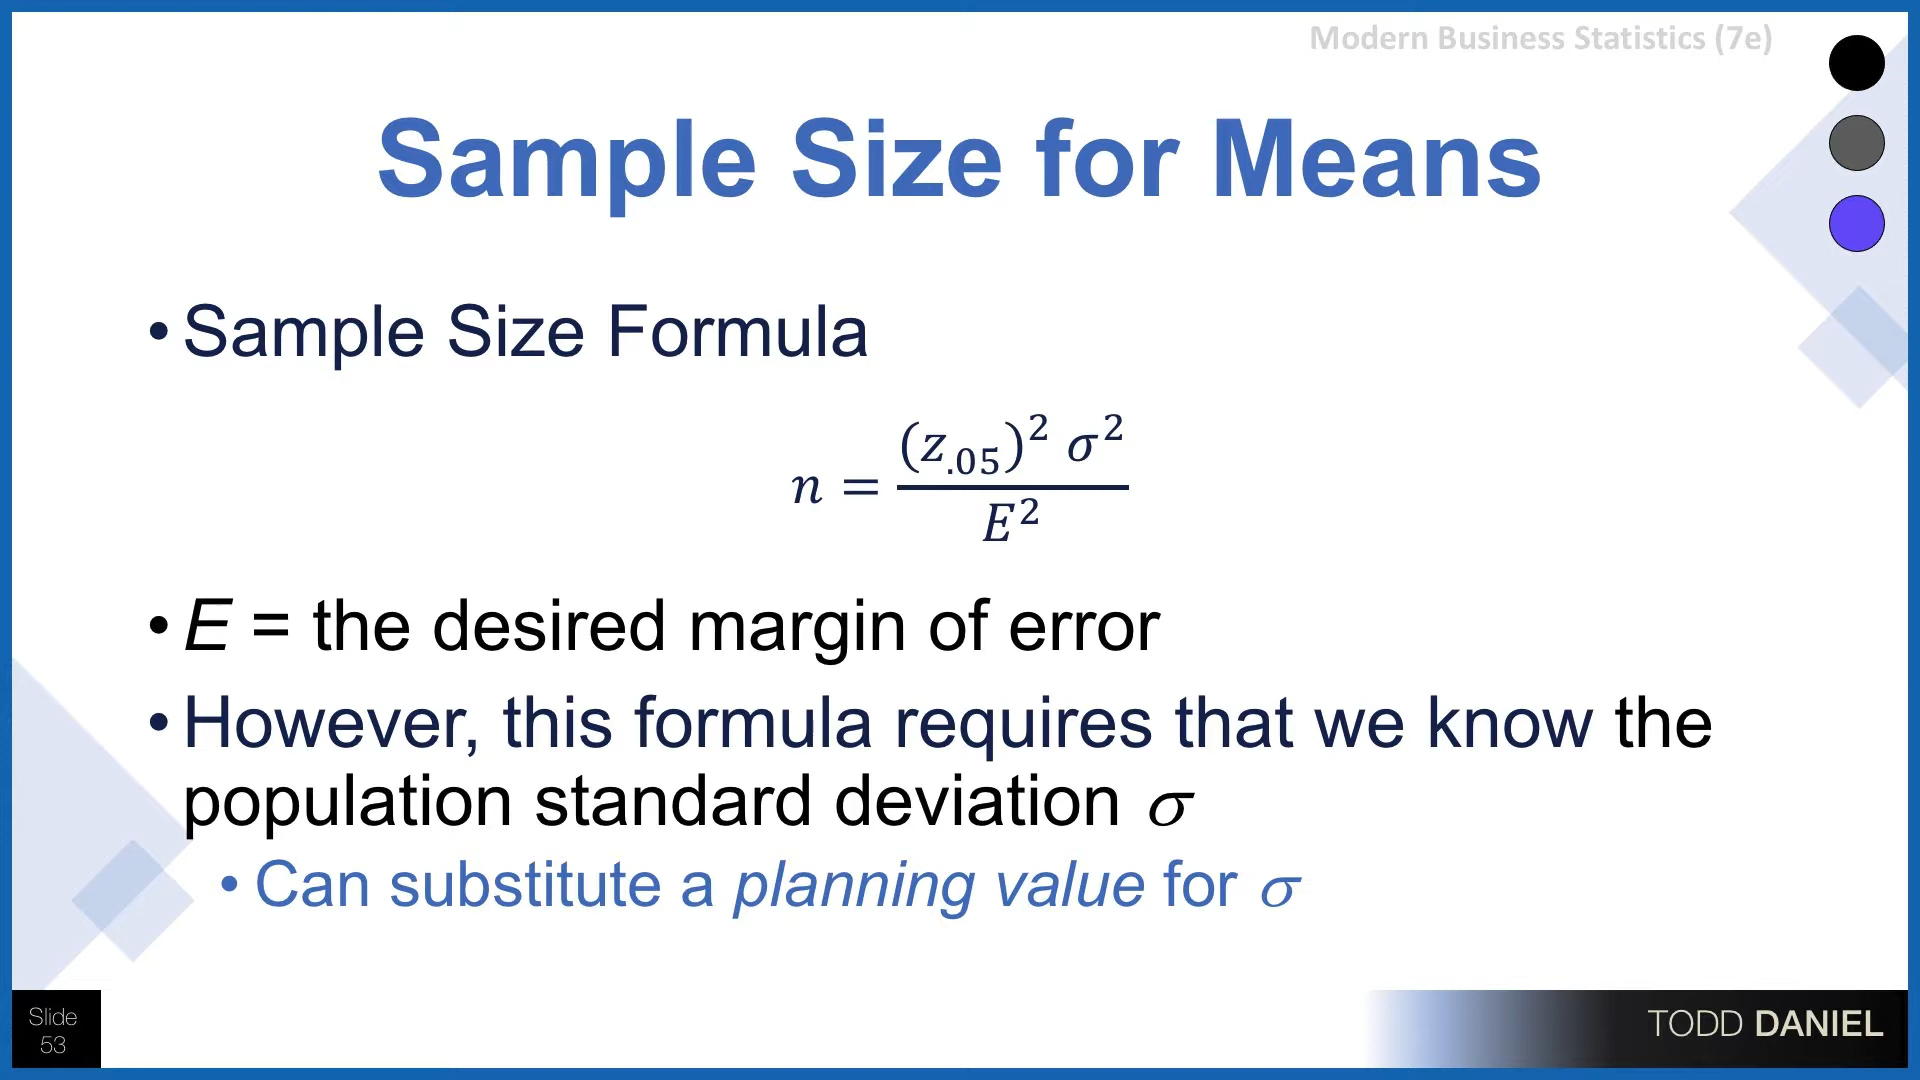 Modern Business Statistics (7e)
Sample Size for Means
• Sample Size Formula
n = (z.05)² σ² / E²
• E = the desired margin of error
• However, this formula requires that we know the
population standard deviation σ
• Can substitute a planning value for σ
Slide
53
TODD DANIEL